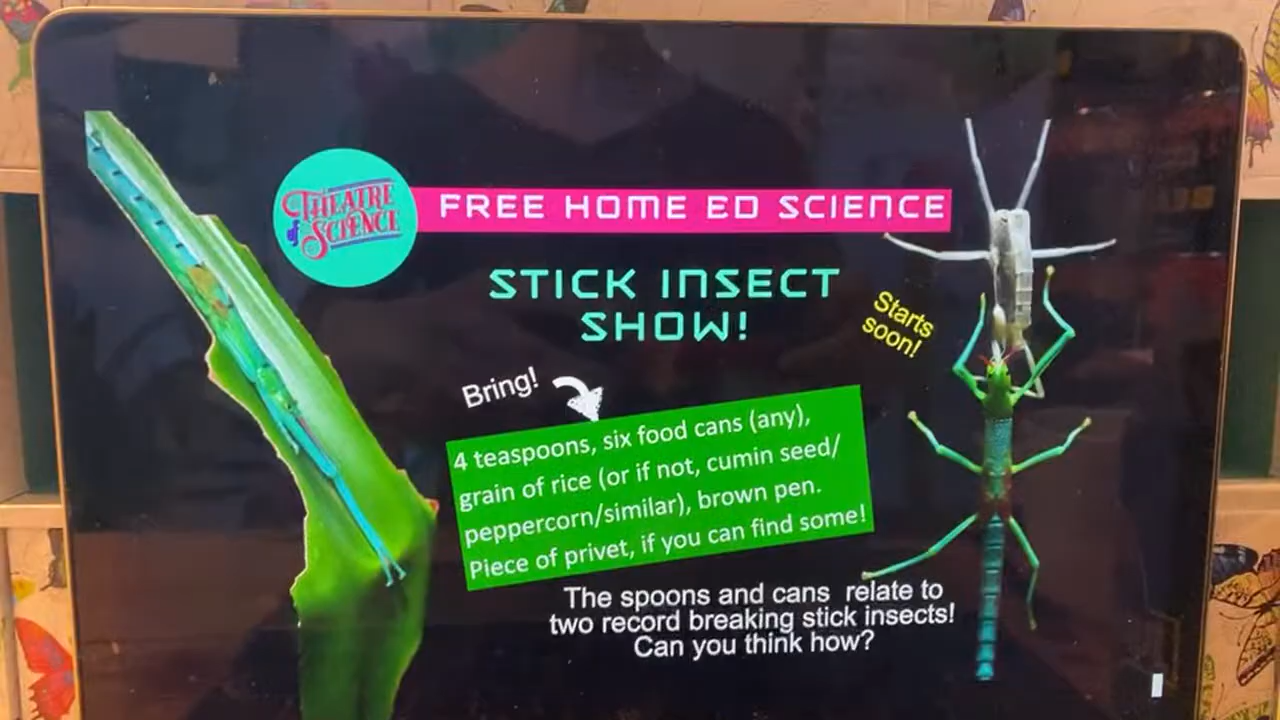 THEATRE
of SCIENCE
FREE HOME ED SCIENCE
STICK INSECT
SHOW!
Starts
soon!
Bring!
4 teaspoons, six food cans (any),
grain of rice (or if not, cumin seed/
peppercorn/similar), brown pen.
Piece of privet, if you can find some!
The spoons and cans relate to
two record breaking stick insects!
Can you think how?